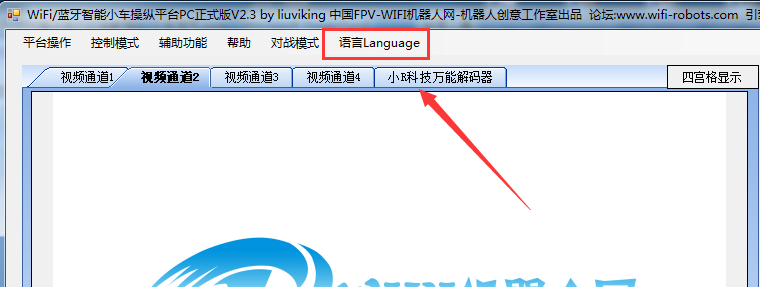 WiFi/蓝牙智能小车操纵平台PC正式版V2.3 by liuviking 中国FPV-WIFI机器人网-机器人创意工作室出品 论坛:www.wifi-robots.com
平台操作 控制模式 辅助功能 帮助 对战模式 语言Language
视频通道1 视频通道2 视频通道3 视频通道4 小R科技万能解码器 四宫格显示
机器人网